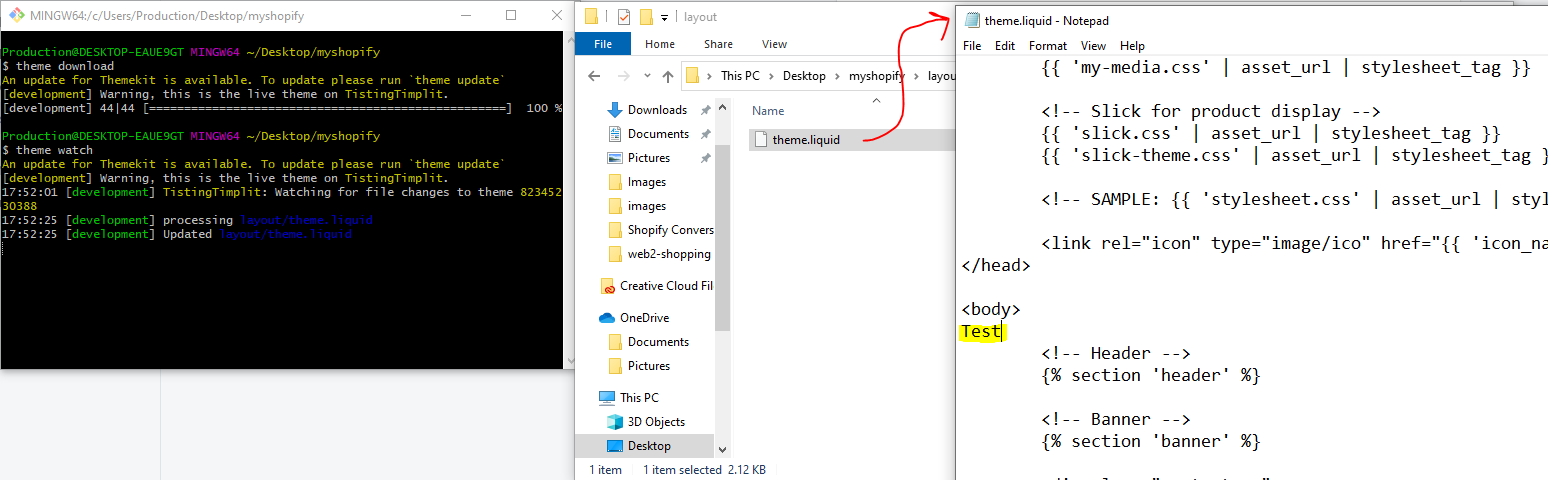 MINGW64:/c/Users/Production/Desktop/myshopify
Production@DESKTOP-EAUE9GT MINGW64 ~/Desktop/myshopify
$ theme download
An update for Themekit is available. To update please run `theme update`
[development] Warning, this is the live theme on TistingTimplit.
[development] 44|44 [==================================================] 100 %
Production@DESKTOP-EAUE9GT MINGW64 ~/Desktop/myshopify
$ theme watch
An update for Themekit is available. To update please run `theme update`
[development] Warning, this is the live theme on TistingTimplit.
17:52:01 [development] TistingTimplit: Watching for file changes to theme 823452
30388
17:52:25 [development] processing layout/theme.liquid
17:52:25 [development] Updated layout/theme.liquid
layout
File Home Share View
This PC > Desktop > myshopify > layou
Downloads
Documents
Pictures
Images
images
Shopify Convers
web2-shopping
Creative Cloud Fil
OneDrive
Documents
Pictures
This PC
3D Objects
Desktop
Name
theme.liquid
1 item 1 item selected 2.12 KB
theme.liquid - Notepad
File Edit Format View Help
{{ 'my-media.css' | asset_url | stylesheet_tag }}
<!-- Slick for product display -->
{{ 'slick.css' | asset_url | stylesheet_tag }}
{{ 'slick-theme.css' | asset_url | stylesheet_tag }
<!-- SAMPLE: {{ 'stylesheet.css' | asset_url | styl
<link rel="icon" type="image/ico" href="{{ 'icon_na
</head>
<body>
Test
<!-- Header -->
{% section 'header' %}
<!-- Banner -->
{% section 'banner' %}